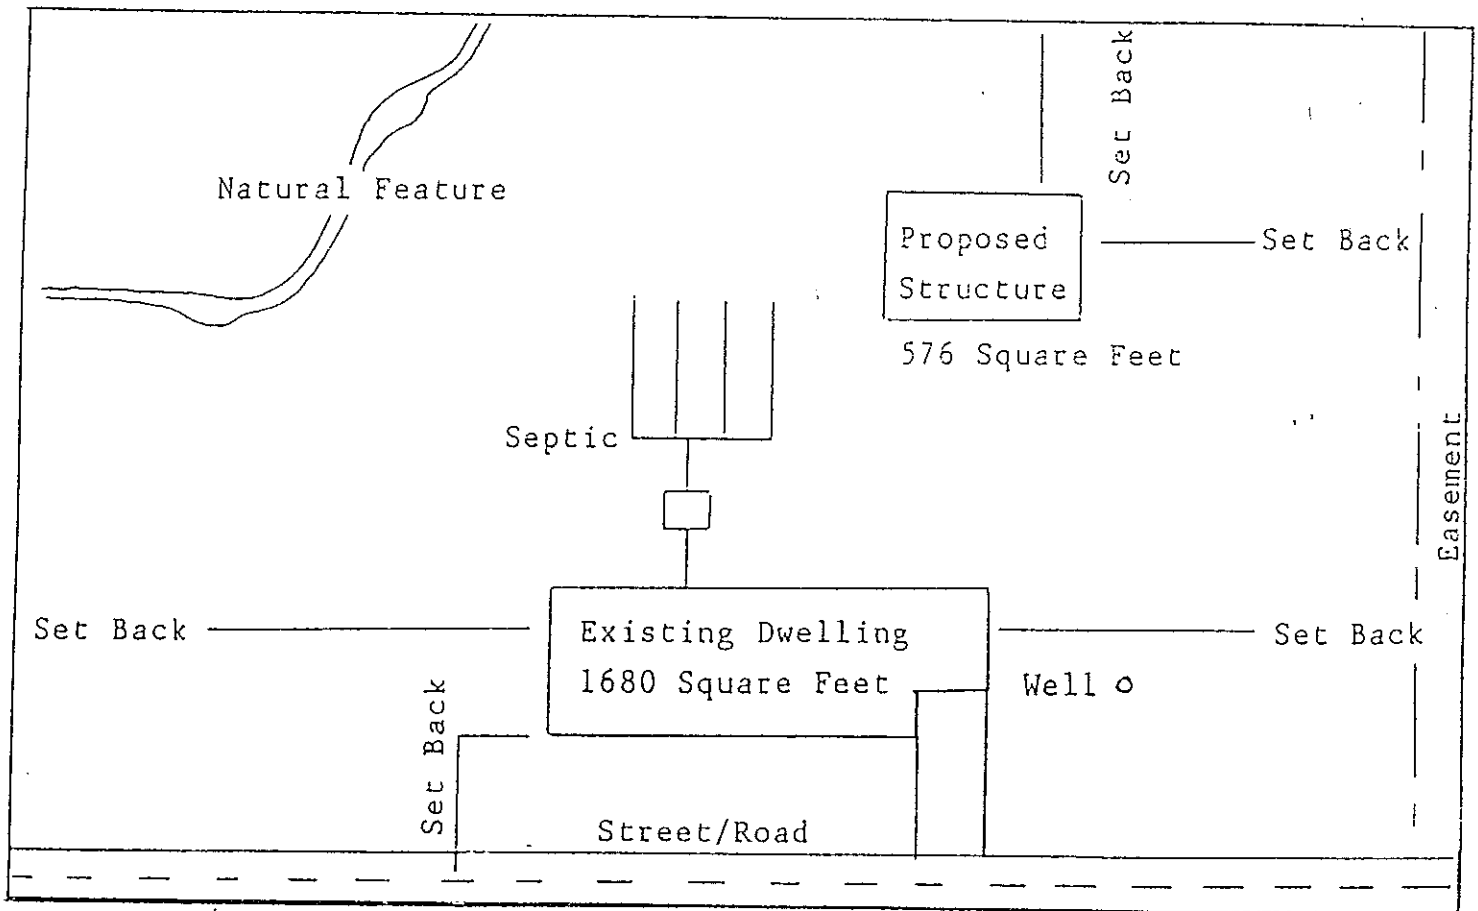 Set Back
Natural Feature
Proposed
Structure
Set Back
576 Square Feet
Septic
Easement
Set Back
Existing Dwelling
1680 Square Feet
Set Back
Well
Set Back
Street/Road